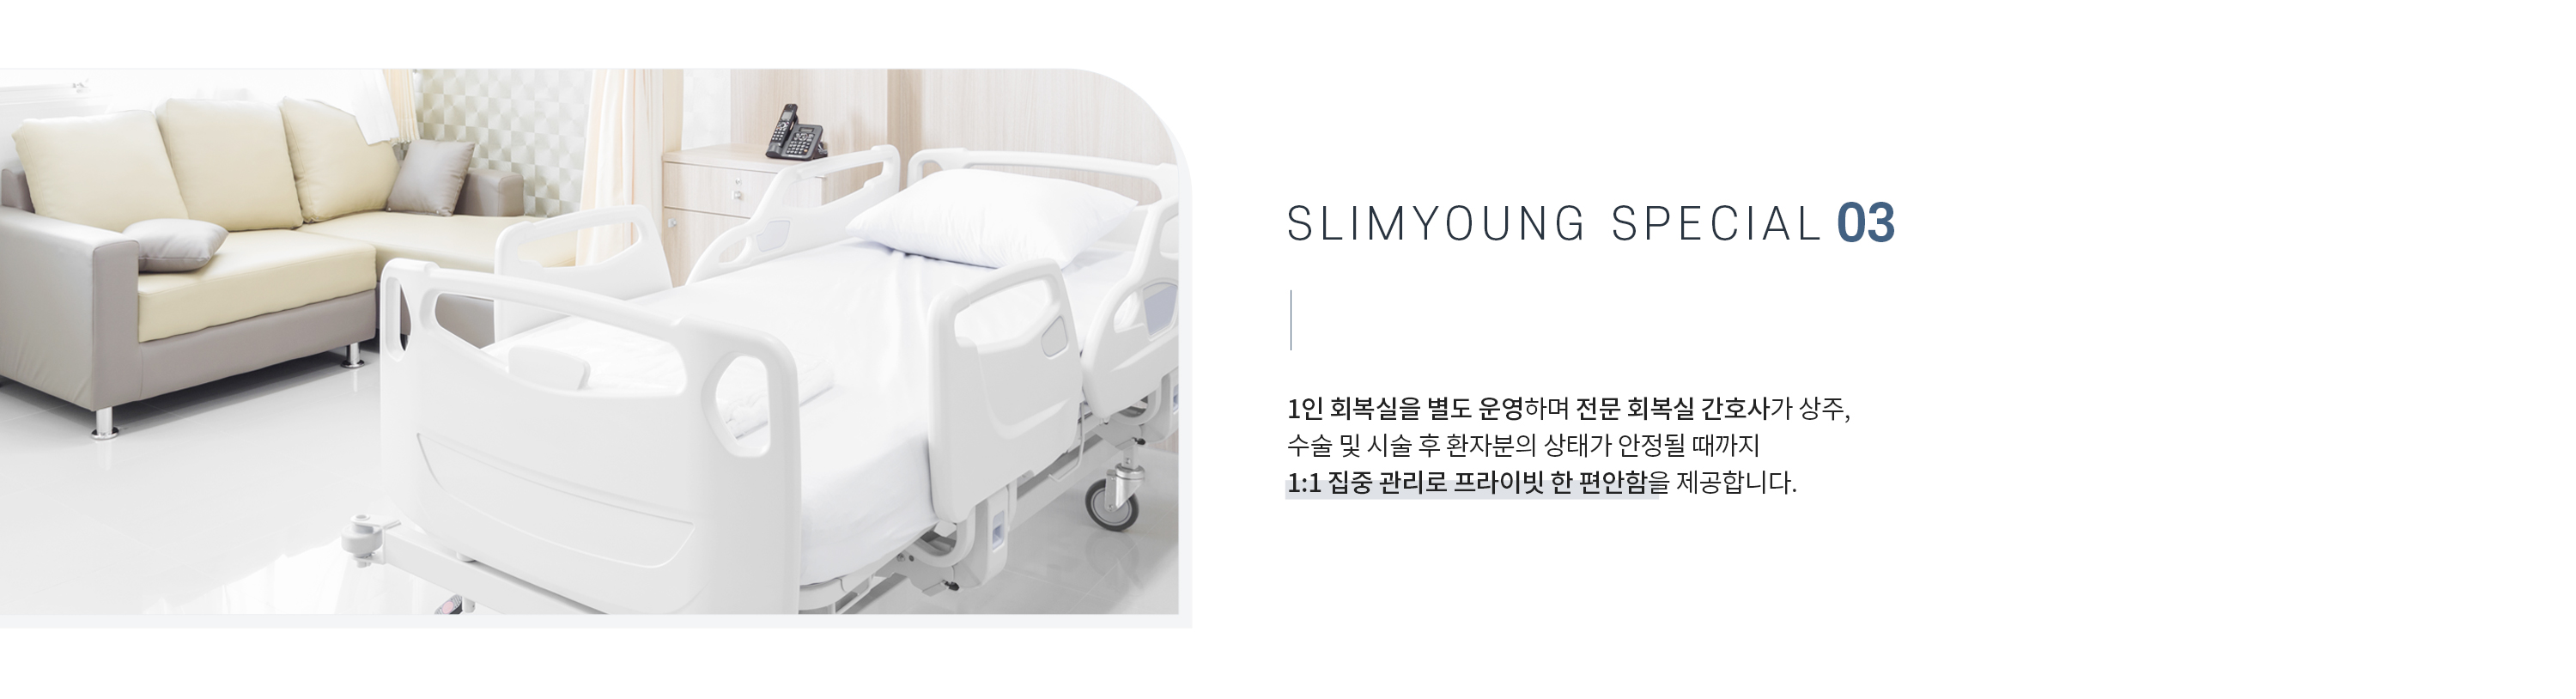 SLIMYOUNG SPECIAL 03
1인 회복실을 별도 운영하며 전문 회복실 간호사가 상주,
수술 및 시술 후 환자분의 상태가 안정될 때까지
1:1 집중 관리로 프라이빗 한 편안함을 제공합니다.